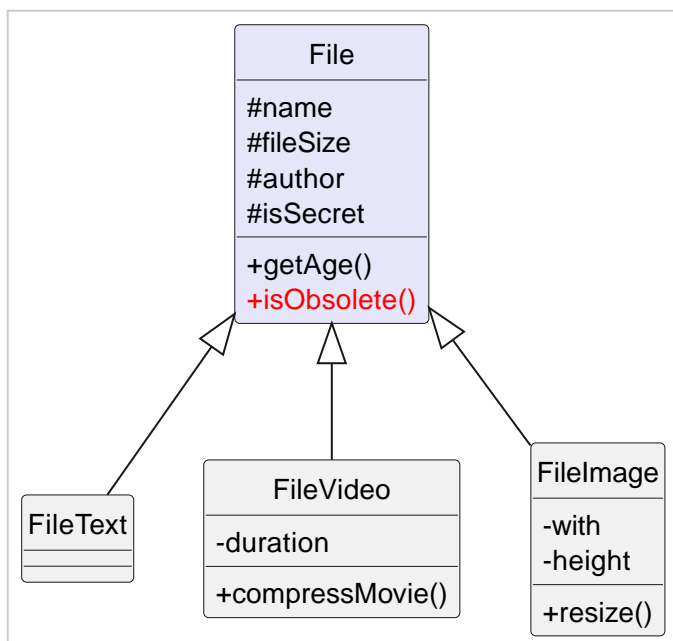 File
#name
#fileSize
#author
#isSecret
+getAge()
+isObsolete()
FileText
FileVideo
-duration
+compressMovie()
FileImage
-with
-height
+resize()